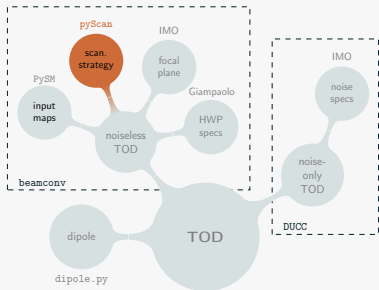 pyScan
IMO
scan.
strategy
focal
plane
PySM
input
maps
Giampaolo
HWP
specs
noiseless
TOD
beamconv
IMO
noise
specs
noise-
only
TOD
DUCC
TOD
dipole
dipole.py